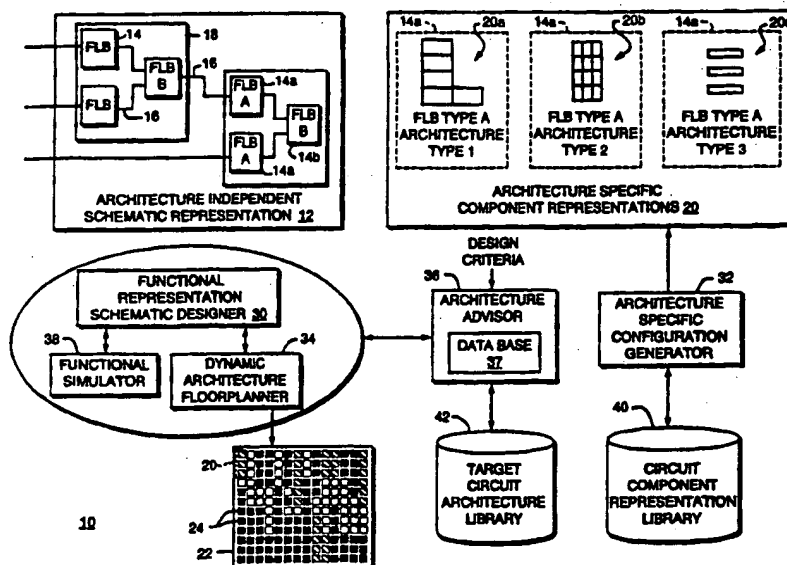 14
18
FLB
FLB
B
16
14a
FLB
A
FLB
16
FLB
B
FLB
A
14b
14a
ARCHITECTURE INDEPENDENT
SCHEMATIC REPRESENTATION 12
14a
20a
14a
20b
14a
FLB TYPE A
ARCHITECTURE
TYPE 1
FLB TYPE A
ARCHITECTURE
TYPE 2
FLB TYPE A
ARCHITECTURE
TYPE 3
ARCHITECTURE SPECIFIC
COMPONENT REPRESENTATIONS 20
FUNCTIONAL
REPRESENTATION
SCHEMATIC DESIGNER 30
38
FUNCTIONAL
SIMULATOR
34
DYNAMIC
ARCHITECTURE
FLOORPLANNER
DESIGN
CRITERIA
36
ARCHITECTURE
ADVISOR
DATA BASE
37
32
ARCHITECTURE
SPECIFIC
CONFIGURATION
GENERATOR
42
TARGET
CIRCUIT
ARCHITECTURE
LIBRARY
40
CIRCUIT
COMPONENT
REPRESENTATION
LIBRARY
20
24
22
10